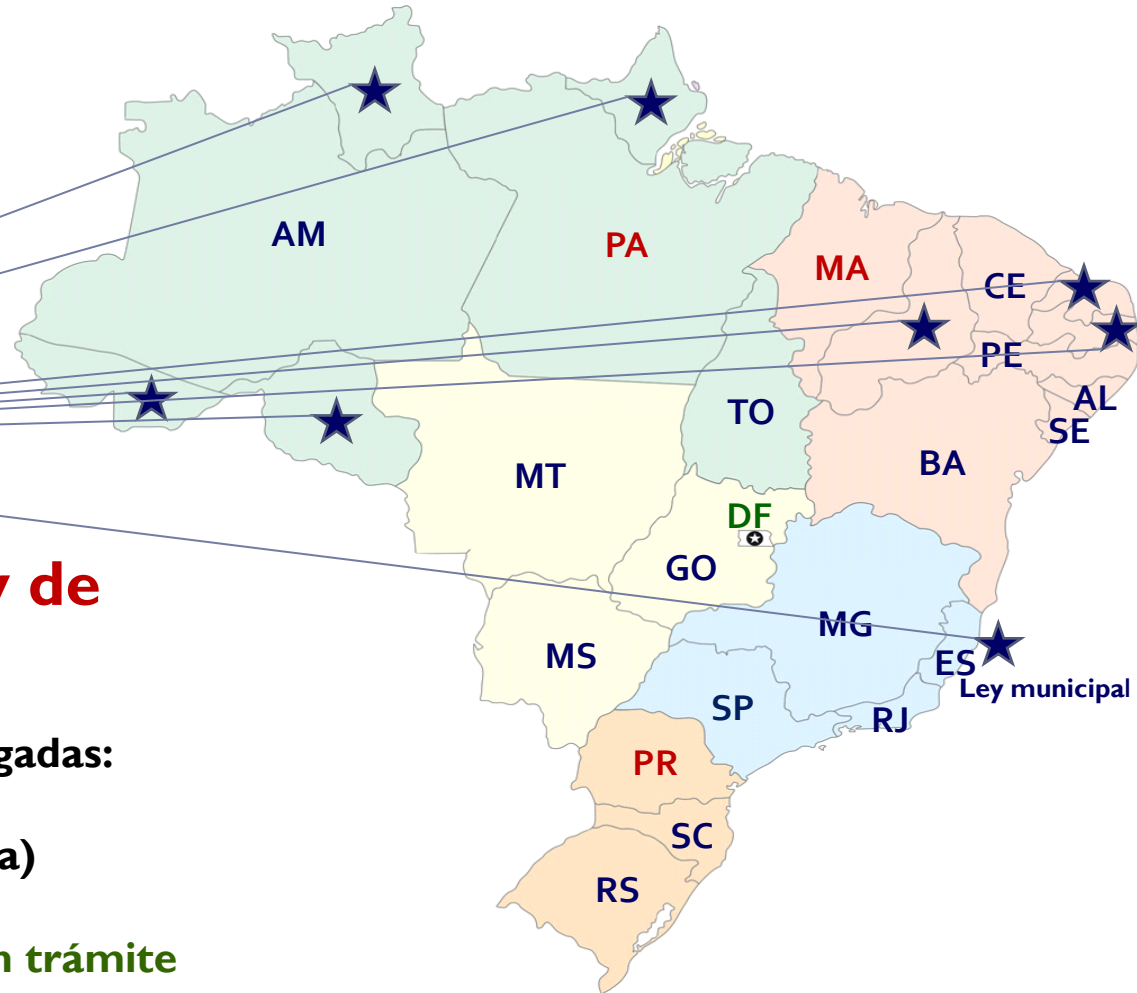 AM
PA
MA
CE
PE
AL
SE
TO
BA
MT
DF
GO
y de
MG
MS
ES
Ley municipal
SP
RJ
gadas:
PR
SC
a)
RS
n trámite